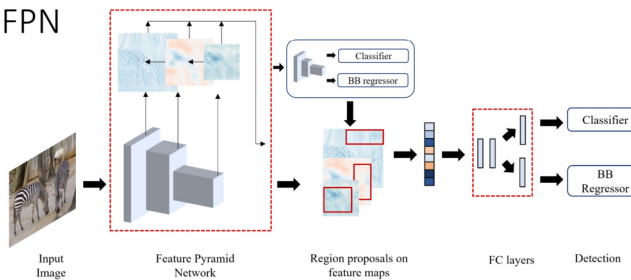 FPN
Classifier
BB regressor
Classifier
BB
Regressor
Input
Image
Feature Pyramid
Network
Region proposals on
feature maps
FC layers
Detection